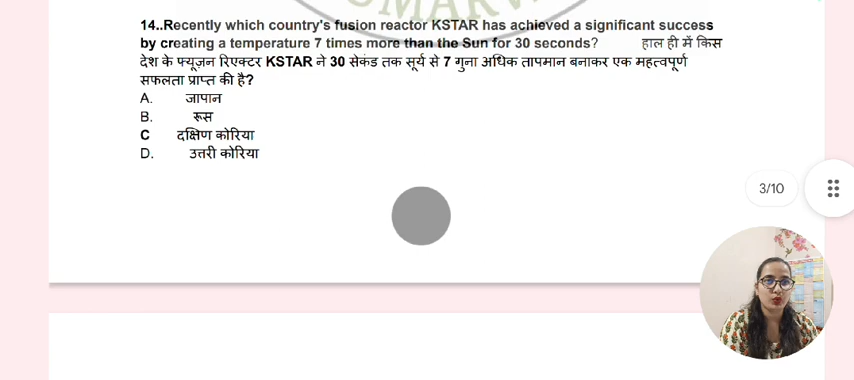 14..Recently which country's fusion reactor KSTAR has achieved a significant success
by creating a temperature 7 times more than the Sun for 30 seconds? हाल ही में किस
देश के फ्यूज़न रिएक्टर KSTAR ने 30 सेकंड तक सूर्य से 7 गुना अधिक तापमान बनाकर एक महत्वपूर्ण
सफलता प्राप्त की है?
A. जापान
B. रूस
C दक्षिण कोरिया
D. उत्तरी कोरिया
3/10